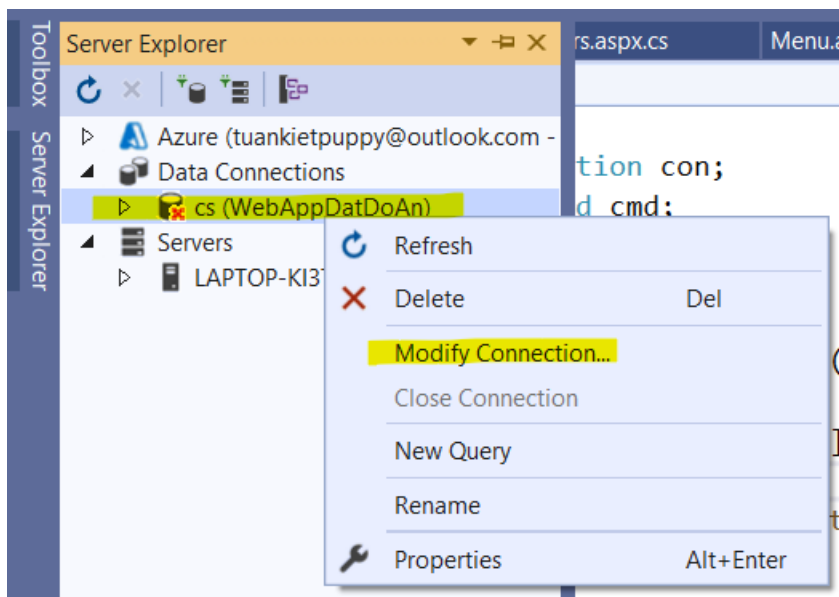 Toolbox
Server Explorer
Server Explorer
rs.aspx.cs
Menu.a
Azure (tuankietpuppy@outlook.com -
Data Connections
tion con;
cs (WebAppDatDoAn)
d cmd;
Servers
LAPTOP-KI3
Refresh
Delete Del
Modify Connection...
Close Connection
New Query
Rename
Properties Alt+Enter